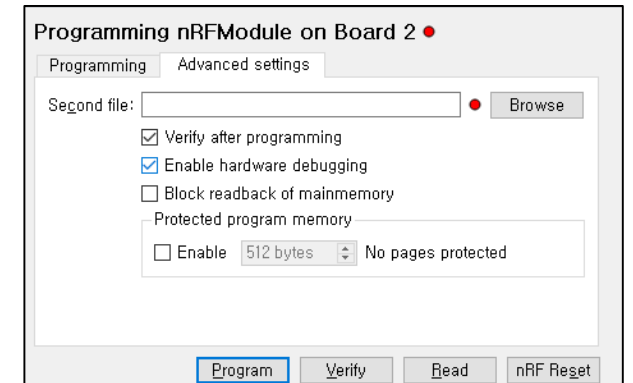 Programming nRFModule on Board 2
Programming Advanced settings
Second file: Browse
Verify after programming
Enable hardware debugging
Block readback of mainmemory
Protected program memory
Enable 512 bytes No pages protected
Program Verify Read nRF Reset